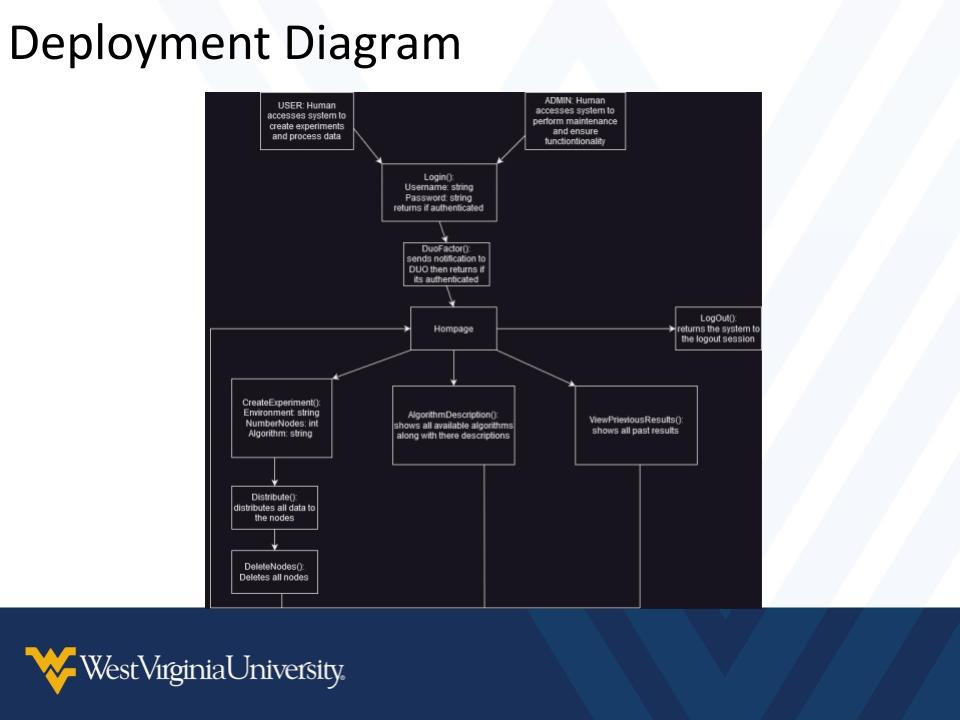 Deployment Diagram
USER: Human
accesses system to
create experiments
and process data
ADMIN: Human
accesses system to
perform maintenance
and ensure
functiontionality
Login():
Username: string
Password: string
returns if authenticated
DuoFactor():
sends notification to
DUO then returns if
its authenticated
Hompage
LogOut():
returns the system to
the logout session
CreateExperiment():
Environment: string
NumberNodes: int
Algorithm: string
AlgorithmDescription():
shows all available algorithms
along with there descriptions
ViewPrieviousResults():
shows all past results
Distribute():
distributes all data to
the nodes
DeleteNodes():
Deletes all nodes
WestVirginiaUniversity.